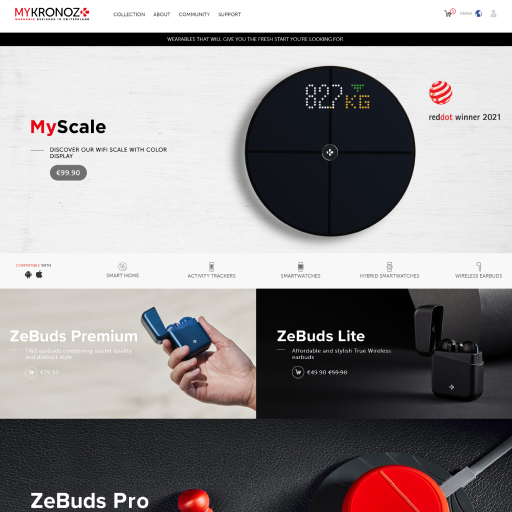 MYKRONOZ
WEARABLE DESIGNED IN SWITZERLAND
COLLECTION ABOUT COMMUNITY SUPPORT
0
Global
WEARABLES THAT WILL GIVE YOU THE FRESH START YOU'RE LOOKING FOR
827 KG
reddot winner 2021
MyScale
DISCOVER OUR WIFI SCALE WITH COLOR
DISPLAY
€99.90
COMPATIBLE WITH
SMART HOME
ACTIVITY TRACKERS
SMARTWATCHES
HYBRID SMARTWATCHES
WIRELESS EARBUDS
ZeBuds Premium
TWS earbuds combining sound quality
and distinct style
€79.90
ZeBuds Lite
Affordable and stylish True Wireless
earbuds
€49.90 €59.90
ZeBuds Pro